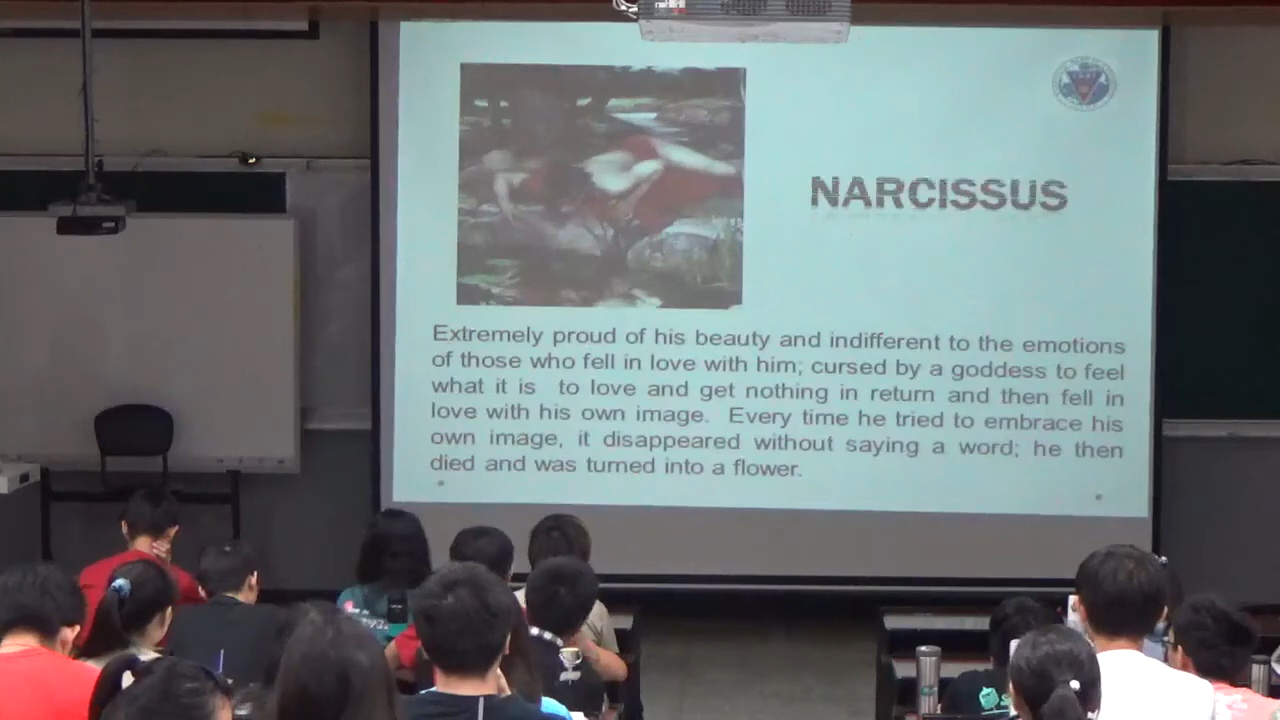 NARCISSUS
Extremely proud of his beauty and indifferent to the emotions
of those who fell in love with him; cursed by a goddess to feel
what it is to love and get nothing in return and then fell in
love with his own image. Every time he tried to embrace his
own image, it disappeared without saying a word; he then
died and was turned into a flower.